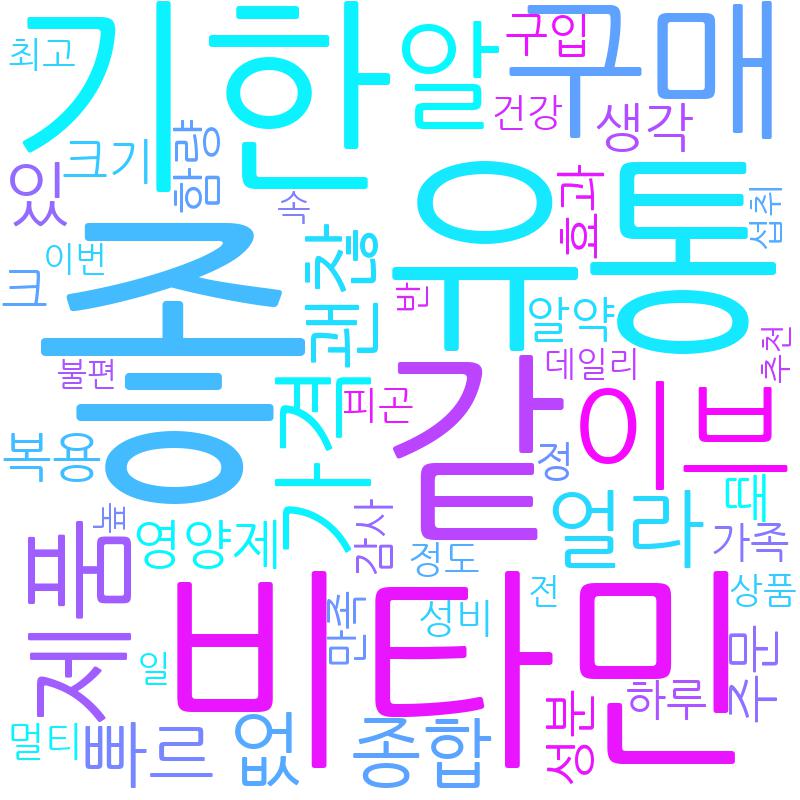 최고
기한
알
구입
구매
건강
생각
있
크기
함량
속
효과
섭취
좋
유통
이번
크
괜찮
반
알약
불편
데일리
추천
가격
피곤
같
이브
복용
정
때
높
영양제
감사
얼라
가족
제품
정도
비타민
만족
성비
전
상품
일
주문
하루
성분
멀티
빠르
없
종합